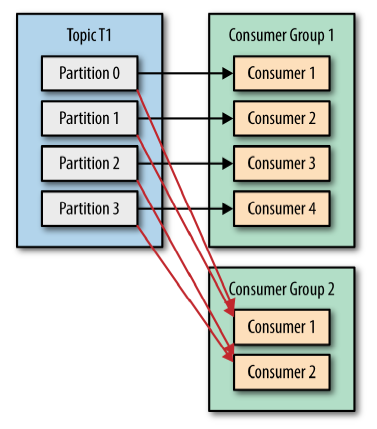 Topic T1
Partition 0
Partition 1
Partition 2
Partition 3
Consumer Group 1
Consumer 1
Consumer 2
Consumer 3
Consumer 4
Consumer Group 2
Consumer 1
Consumer 2